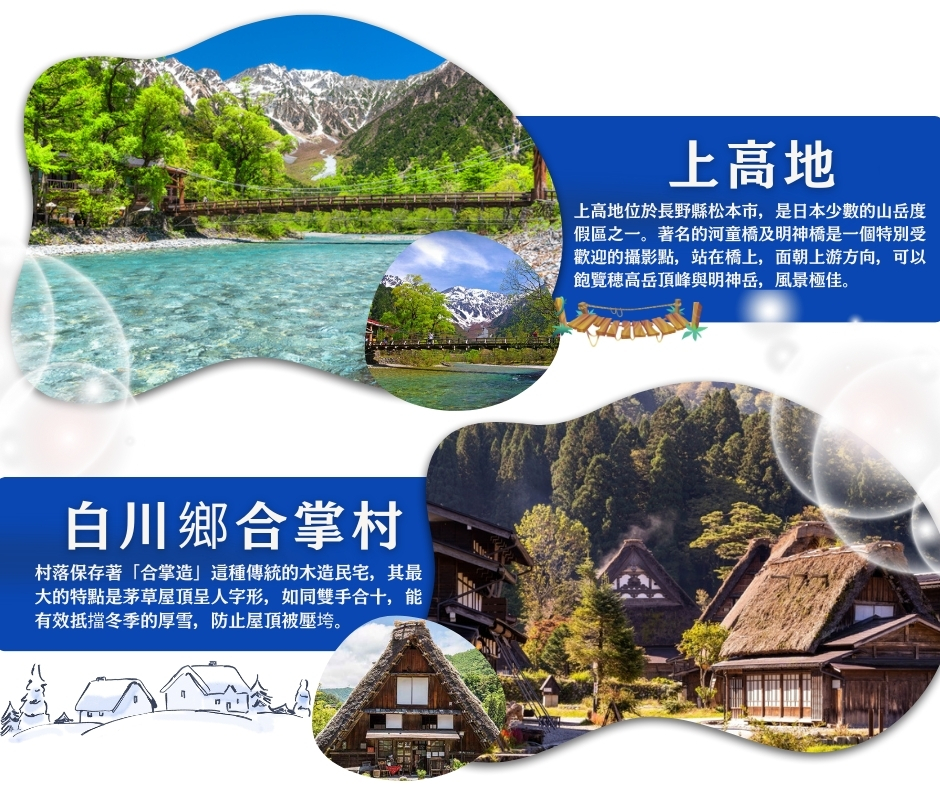 上高地
上高地位於長野縣松本市，是日本少數的山岳度
假區之一。著名的河童橋及明神橋是一個特別受
歡迎的攝影點，站在橋上，面朝上游方向，可以
飽覽穗高岳頂峰與明神岳，風景極佳。
白川鄉合掌村
村落保存著「合掌造」這種傳統的木造民宅，其最
大的特點是茅草屋頂呈人字形，如同雙手合十，能
有效抵擋冬季的厚雪，防止屋頂被壓垮。